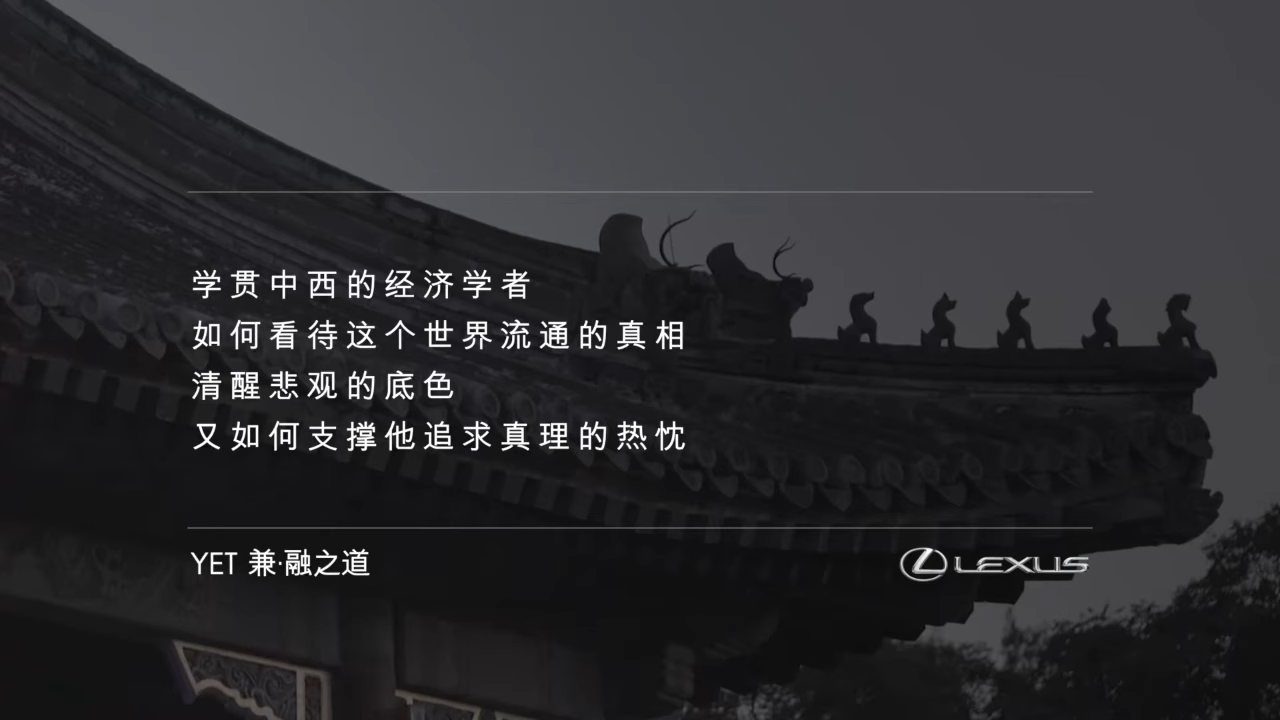 学贯中西的经济学者
如何看待这个世界流通的真相
清醒悲观的底色
又如何支撑他追求真理的热忱
YET 兼·融之道
LEXUS